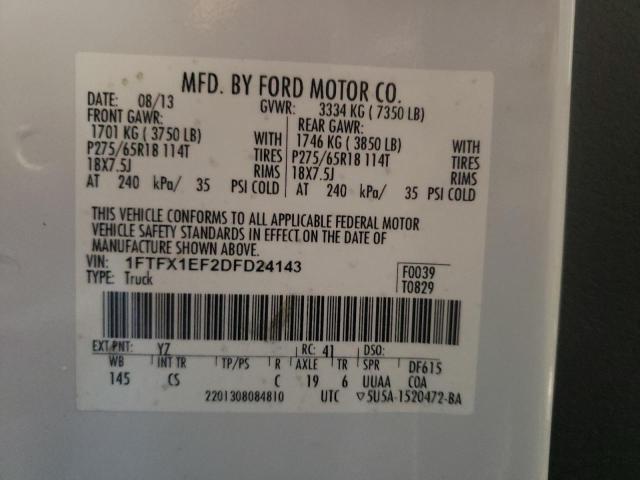 MFD. BY FORD MOTOR CO.
DATE: 08/13 GVWR: 3334 KG ( 7350 LB)
FRONT GAWR: REAR GAWR:
1701 KG ( 3750 LB) WITH 1746 KG ( 3850 LB) WITH
P275/65R18 114T TIRES P275/65R18 114T TIRES
18X7.5J RIMS 18X7.5J RIMS
AT 240 kPa/ 35 PSI COLD AT 240 kPa/ 35 PSI COLD
THIS VEHICLE CONFORMS TO ALL APPLICABLE FEDERAL MOTOR
VEHICLE SAFETY STANDARDS IN EFFECT ON THE DATE OF
MANUFACTURE SHOWN ABOVE.
VIN: 1FTFX1EF2DFD24143 F0039
TYPE: Truck T0829
EXT PNT: YZ RC: 41 DSO:
WB INT TR TP/PS R AXLE TR SPR DF615
145 CS C 19 6 UUAA COA
2201308084810 UTC ▽5U5A-1520472-BA